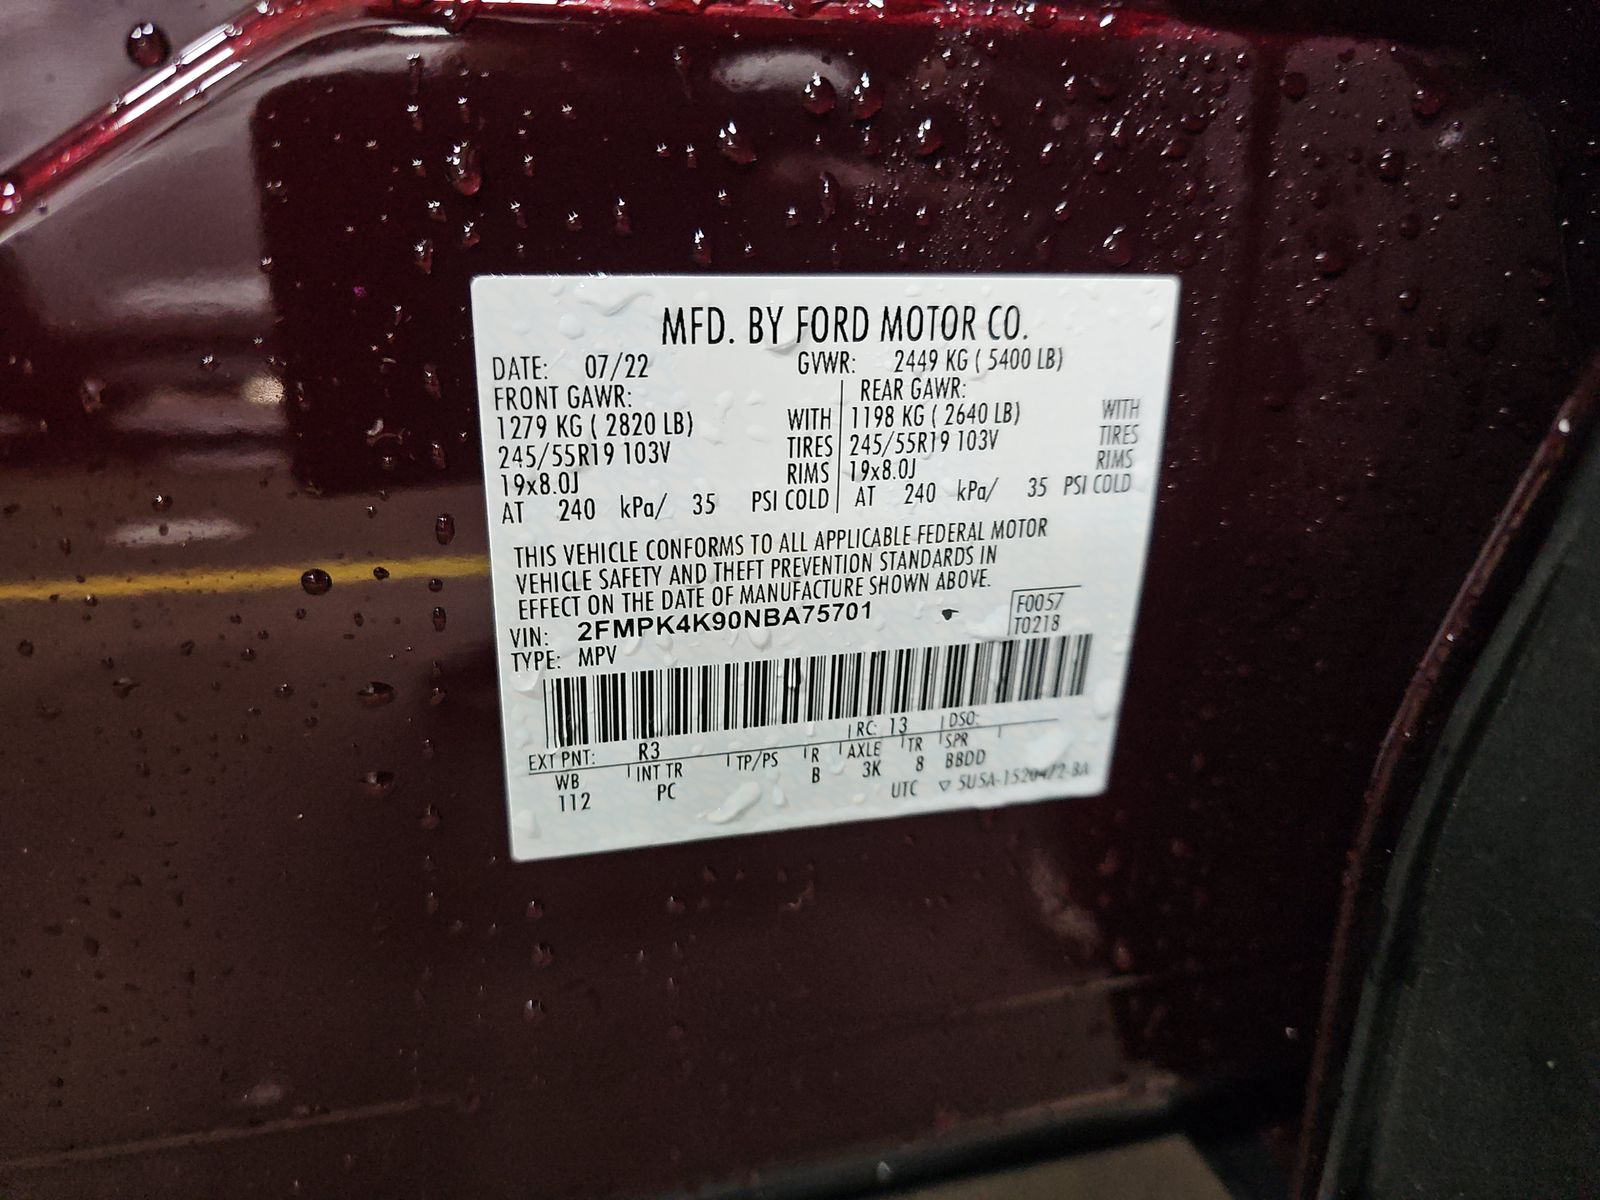 MFD. BY FORD MOTOR CO.
DATE: 07/22 GVWR: 2449 KG ( 5400 LB)
FRONT GAWR: REAR GAWR:
1279 KG ( 2820 LB) WITH 1198 KG ( 2640 LB) WITH
245/55R19 103V TIRES 245/55R19 103V TIRES
19x8.0J RIMS 19x8.0J RIMS
AT 240 kPa/ 35 PSI COLD AT 240 kPa/ 35 PSI COLD
THIS VEHICLE CONFORMS TO ALL APPLICABLE FEDERAL MOTOR
VEHICLE SAFETY AND THEFT PREVENTION STANDARDS IN
EFFECT ON THE DATE OF MANUFACTURE SHOWN ABOVE.
VIN: 2FMPK4K90NBA75701 F0057
TYPE: MPV T0218
EXT PNT: R3 RC: 13 DSO:
WB INT TR TP/PS R AXLE TR SPR
112 PC B 3K 8 BBDD
UTC